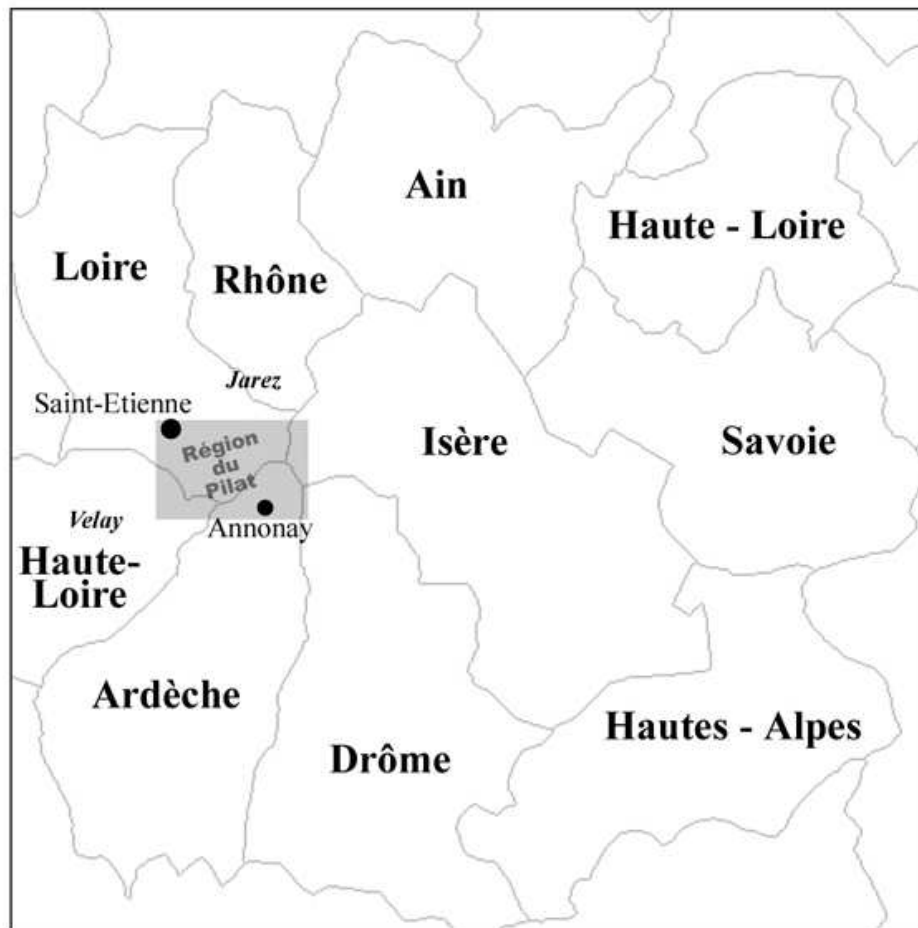 Ain
Haute - Loire
Loire
Rhône
Jarez
Saint-Etienne
Isère
Savoie
Région
du
Pilat
Velay
Annonay
Haute-
Loire
Ardèche
Hautes - Alpes
Drôme